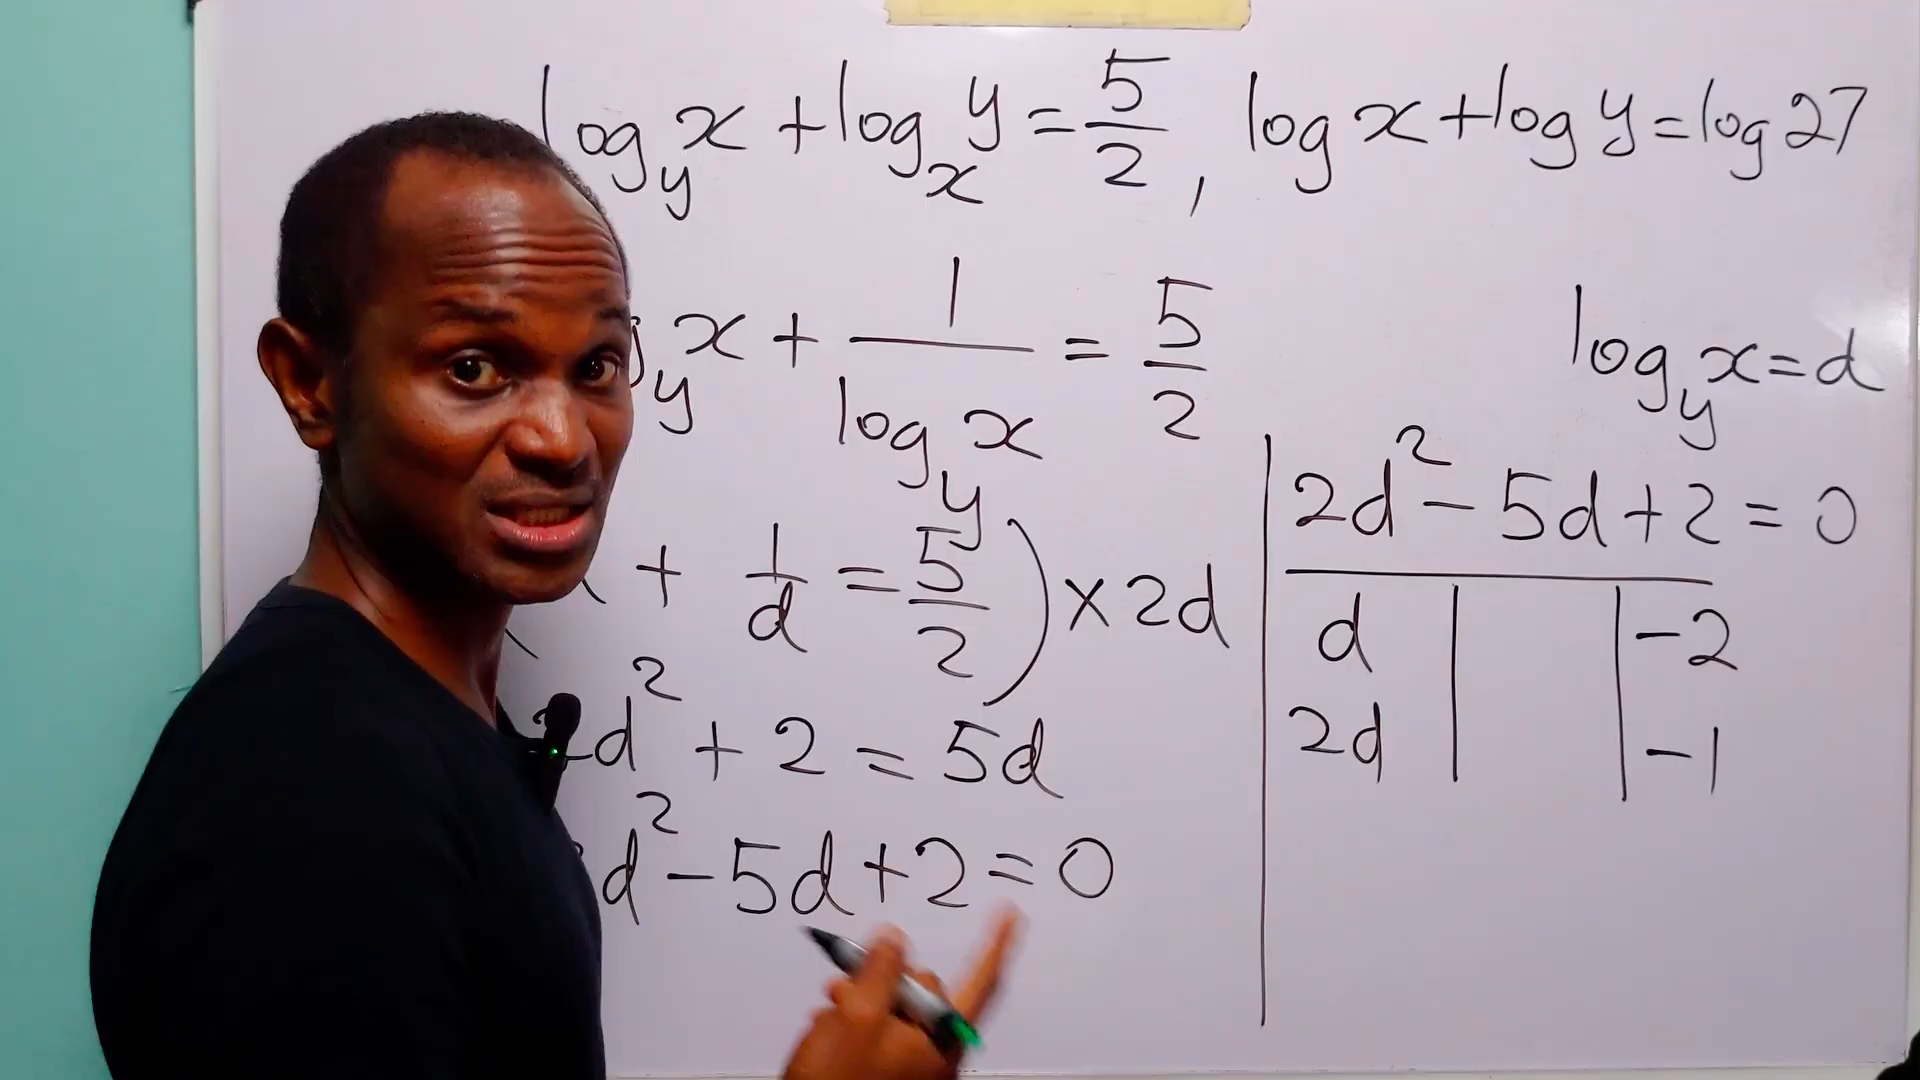 log_y x + log_x y = 5/2 , log x + log y = log 27
x + 1/log_y x = 5/2
log_y x = d
+ 1/d = 5/2 ) × 2d
2d² + 2 = 5d
d² - 5d + 2 = 0
2d² - 5d + 2 = 0
d | | -2
2d | | -1